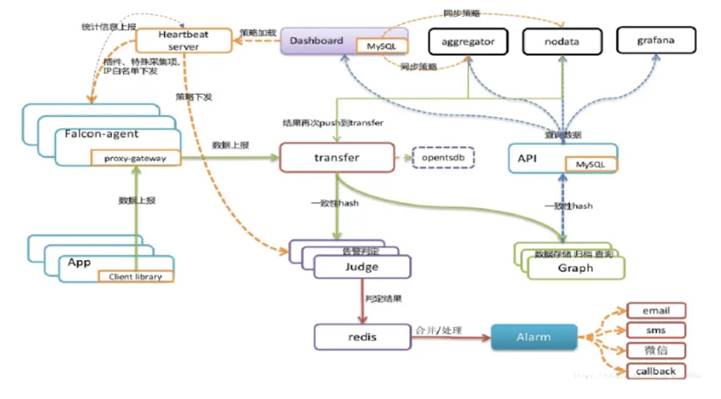 同步策略
统计信息上报
Heartbeat
server
策略加载
Dashboard
MySQL
aggregator
nodata
grafana
同步策略
插件、特殊采集项、
IP白名单下发
策略下发
结果再次push到transfer
查询数据
Falcon-agent
proxy-gateway
数据上报
transfer
opentsdb
API
MySQL
数据上报
一致性hash
一致性hash
App
Client library
告警判定
Judge
数据存储 归档 查询
Graph
判定结果
redis
合并/处理
Alarm
email
sms
微信
callback